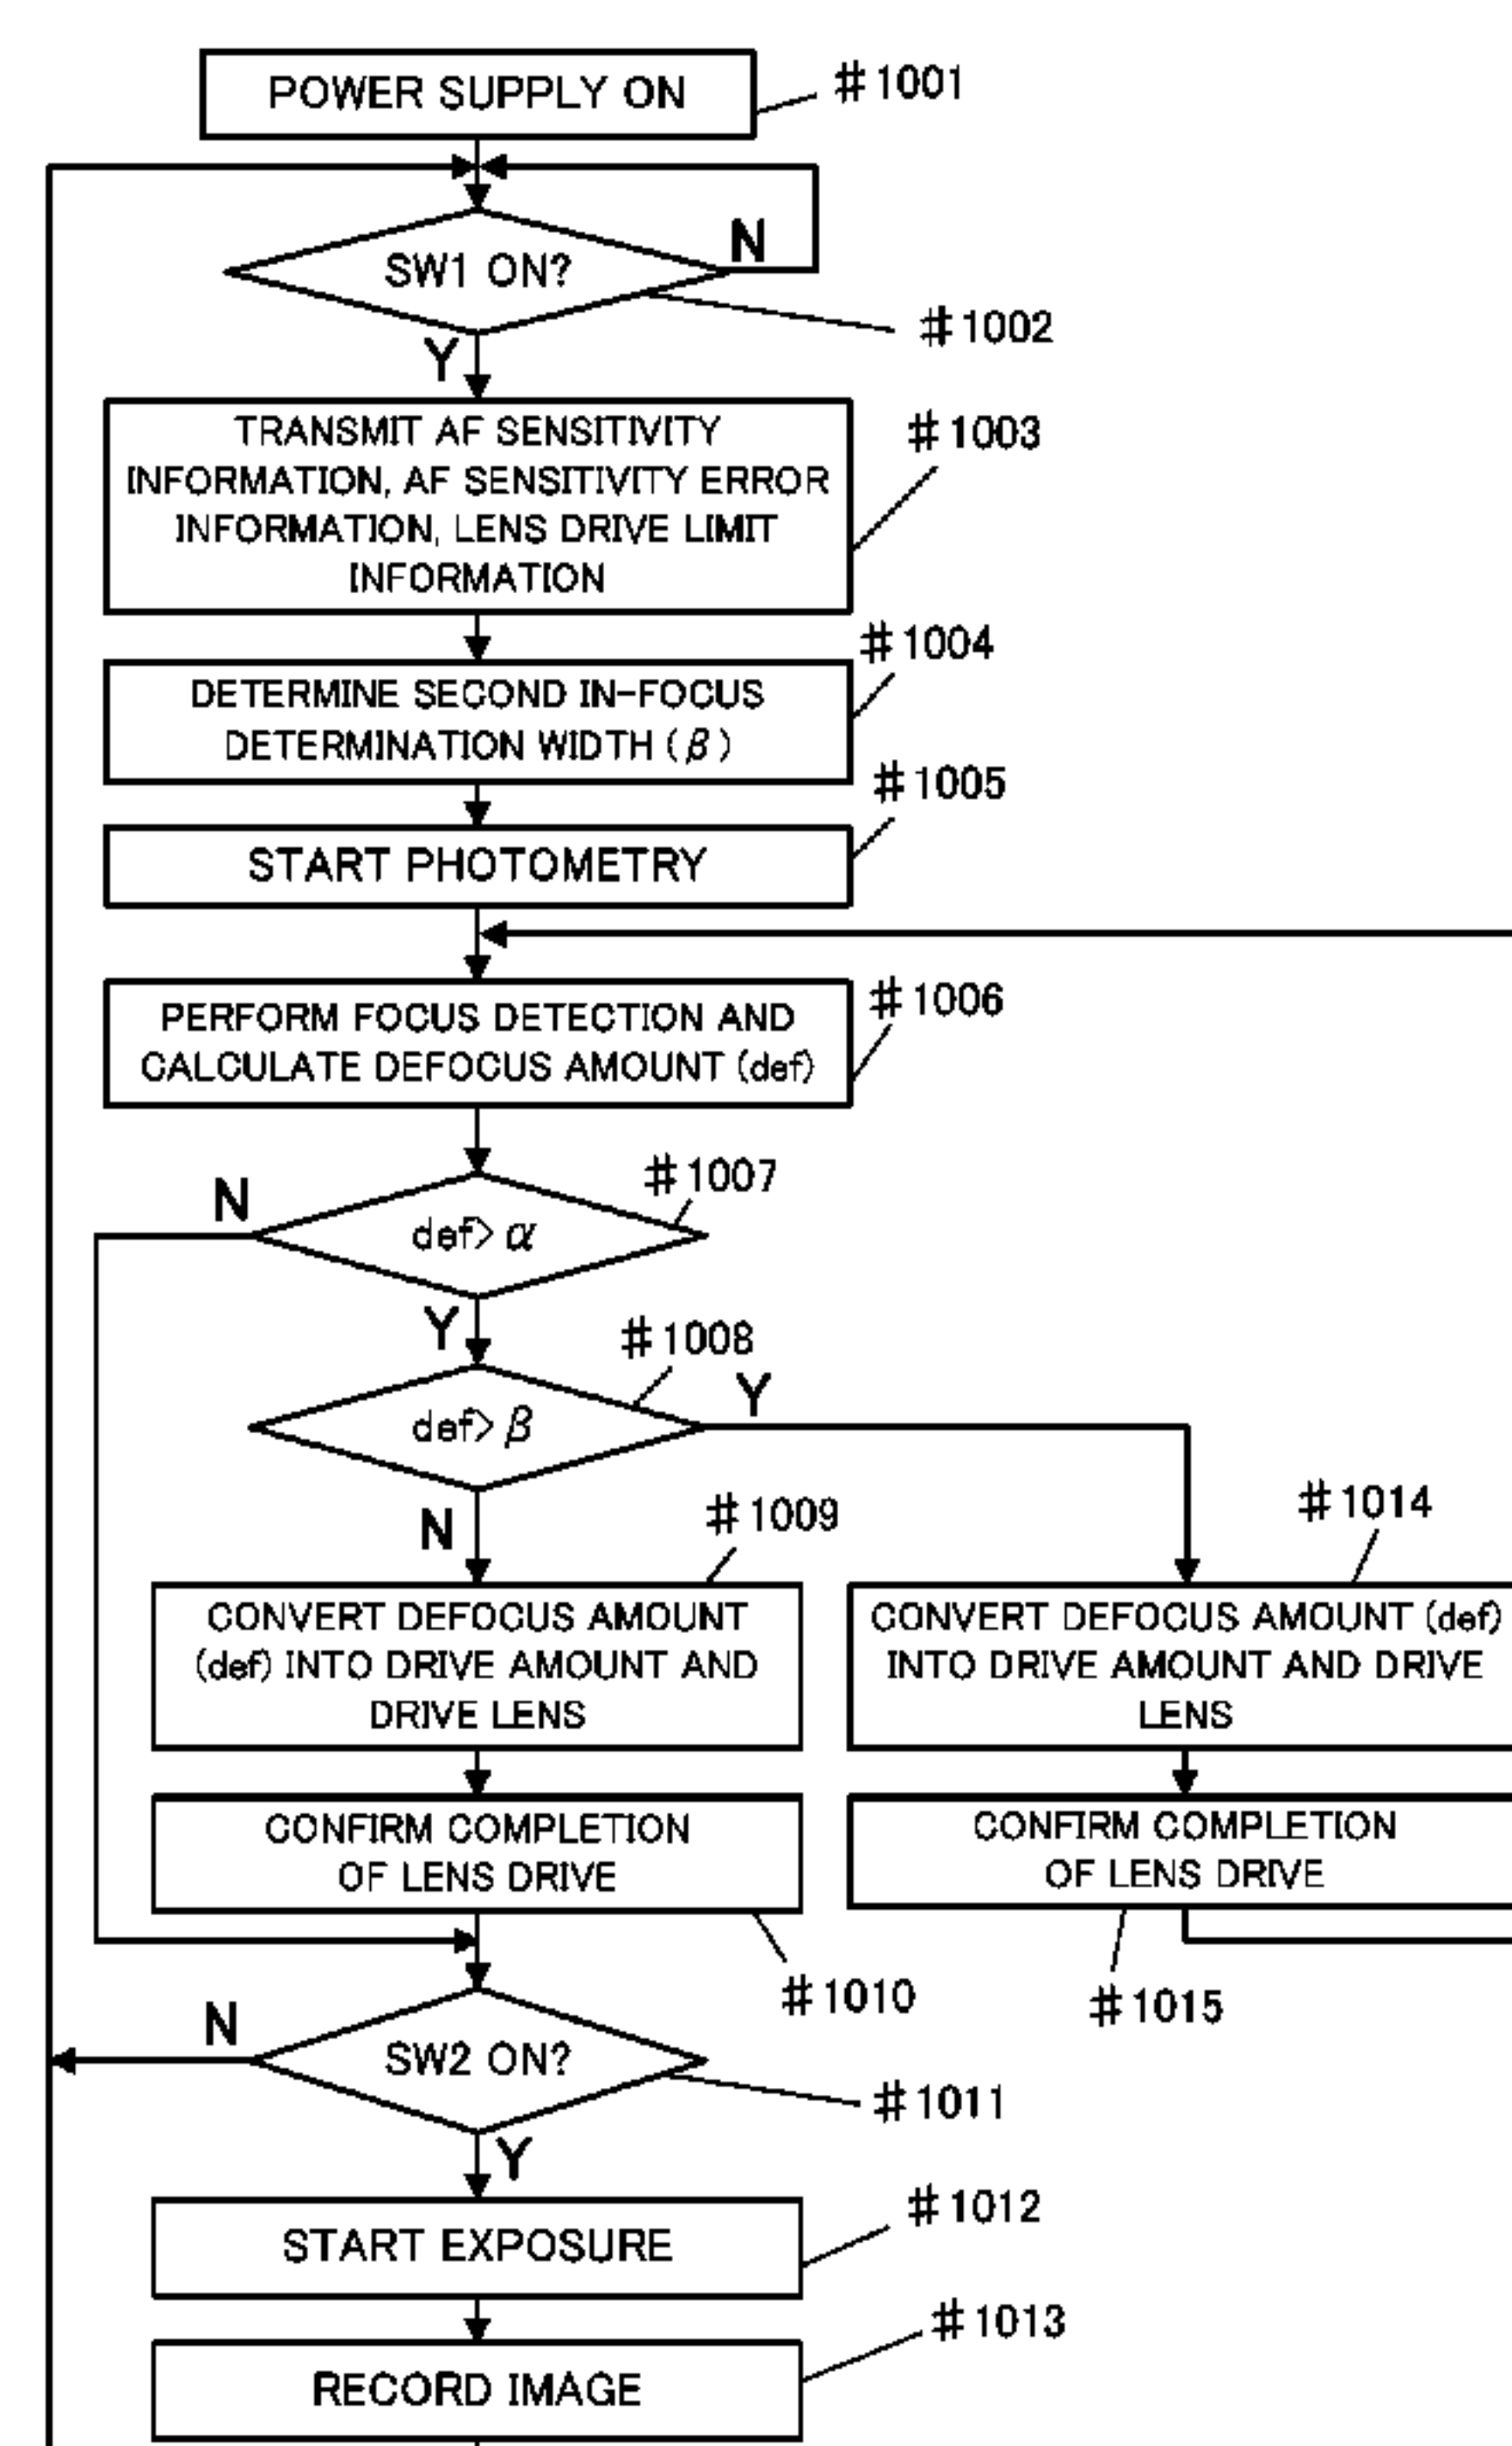 POWER SUPPLY ON
#1001
SW1 ON?
N
#1002
Y
TRANSMIT AF SENSITIVITY
INFORMATION, AF SENSITIVITY ERROR
INFORMATION, LENS DRIVE LIMIT
INFORMATION
#1003
DETERMINE SECOND IN-FOCUS
DETERMINATION WIDTH (β)
#1004
START PHOTOMETRY
#1005
PERFORM FOCUS DETECTION AND
CALCULATE DEFOCUS AMOUNT (def)
#1006
N
def> α
#1007
Y
def> β
#1008
Y
N
#1009
CONVERT DEFOCUS AMOUNT
(def) INTO DRIVE AMOUNT AND
DRIVE LENS
#1014
CONVERT DEFOCUS AMOUNT (def)
INTO DRIVE AMOUNT AND DRIVE
LENS
CONFIRM COMPLETION
OF LENS DRIVE
#1010
CONFIRM COMPLETION
OF LENS DRIVE
#1015
N
SW2 ON?
#1011
Y
START EXPOSURE
#1012
RECORD IMAGE
#1013